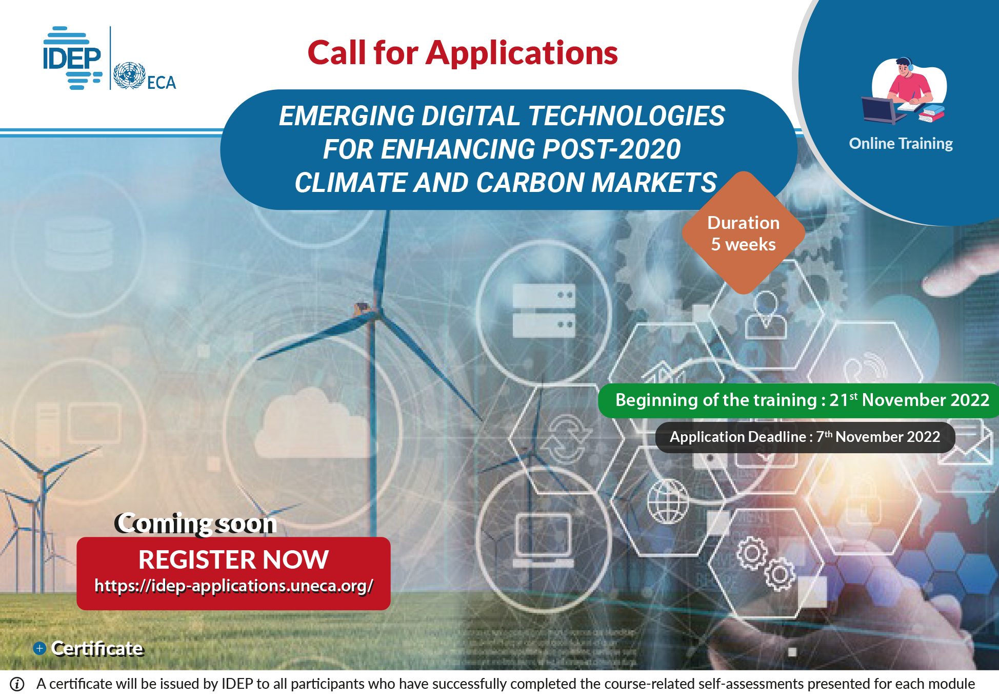 IDEP
ECA
Call for Applications
EMERGING DIGITAL TECHNOLOGIES
FOR ENHANCING POST-2020
CLIMATE AND CARBON MARKETS
Online Training
Duration
5 weeks
Beginning of the training : 21st November 2022
Application Deadline : 7th November 2022
Coming soon
REGISTER NOW
https://idep-applications.uneca.org/
+ Certificate
i A certificate will be issued by IDEP to all participants who have successfully completed the course-related self-assessments presented for each module